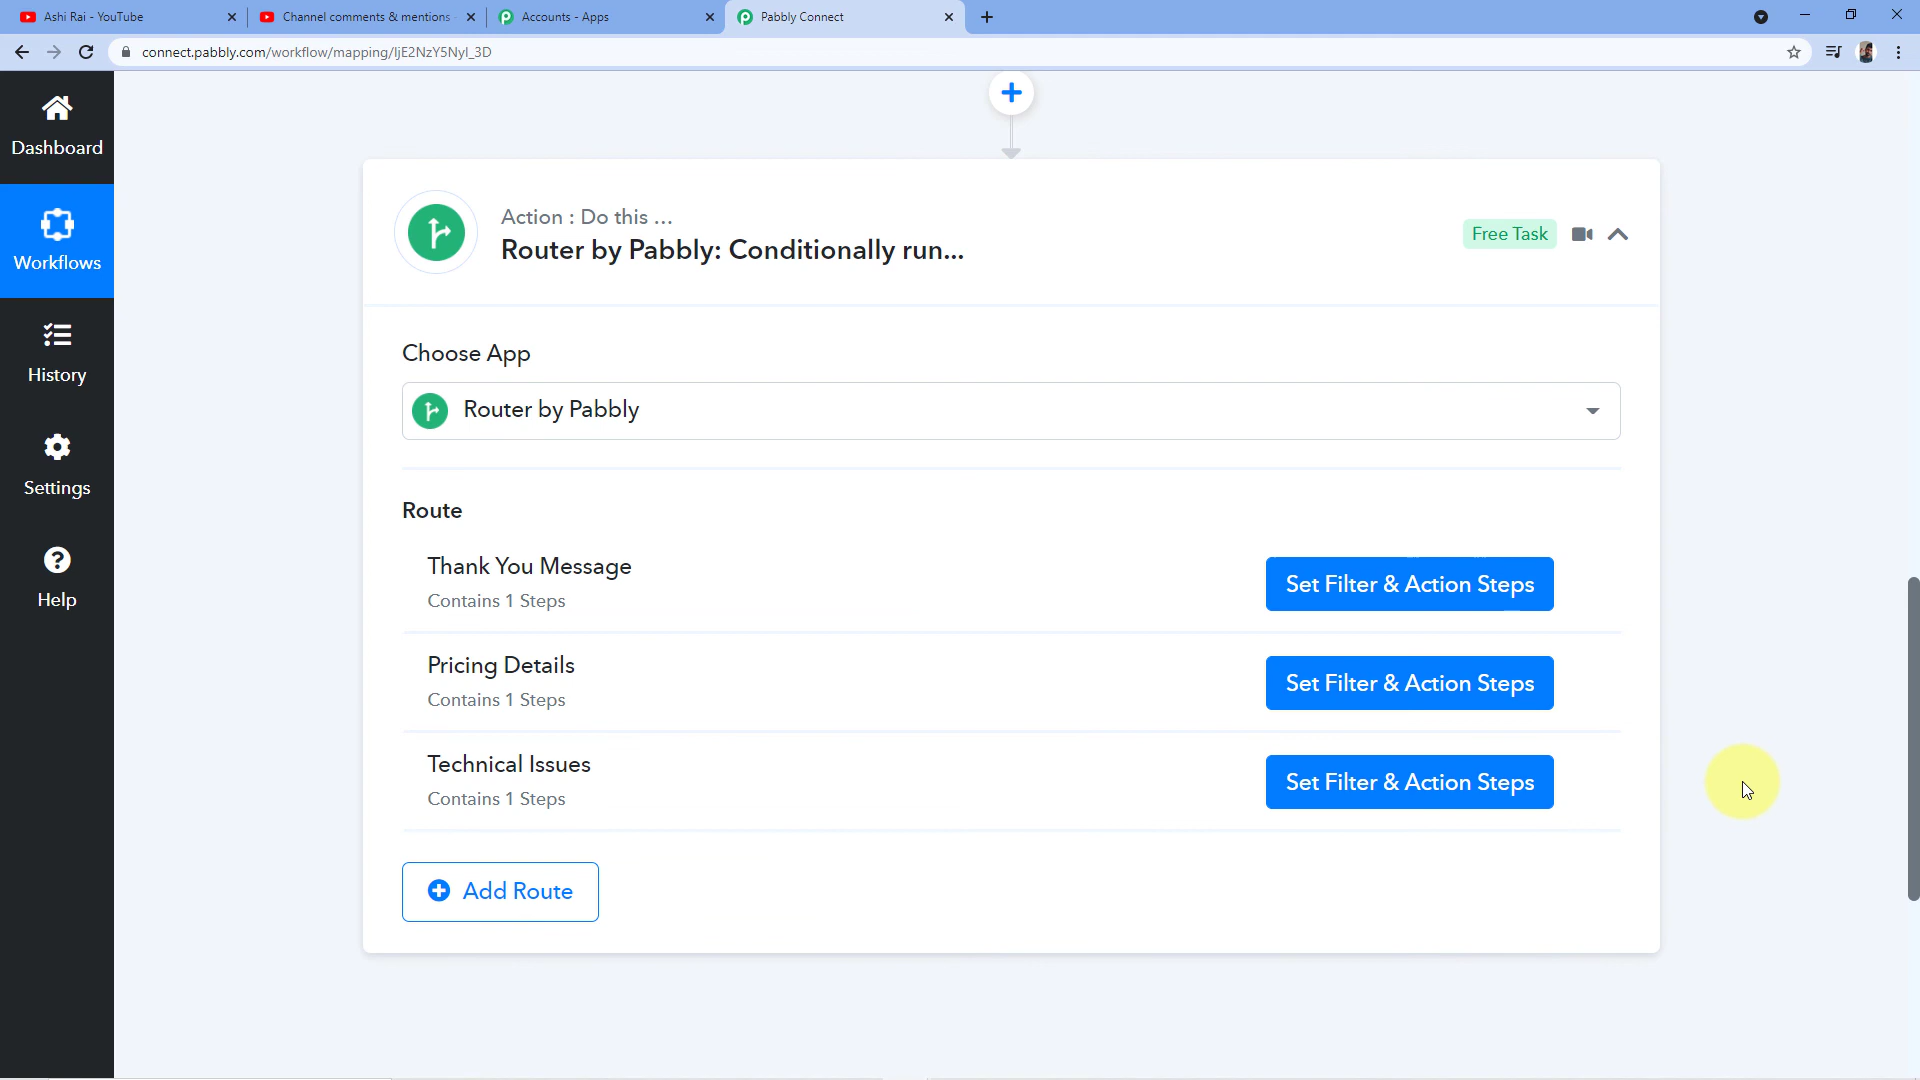 Ashi Rai - YouTube
Channel comments & mentions
Accounts - Apps
Pabbly Connect
connect.pabbly.com/workflow/mapping/IjE2NzY5NyI_3D
Dashboard
Workflows
History
Settings
Help
Action : Do this ...
Router by Pabbly: Conditionally run...
Free Task
Choose App
Router by Pabbly
Route
Thank You Message
Contains 1 Steps
Set Filter & Action Steps
Pricing Details
Contains 1 Steps
Set Filter & Action Steps
Technical Issues
Contains 1 Steps
Set Filter & Action Steps
Add Route